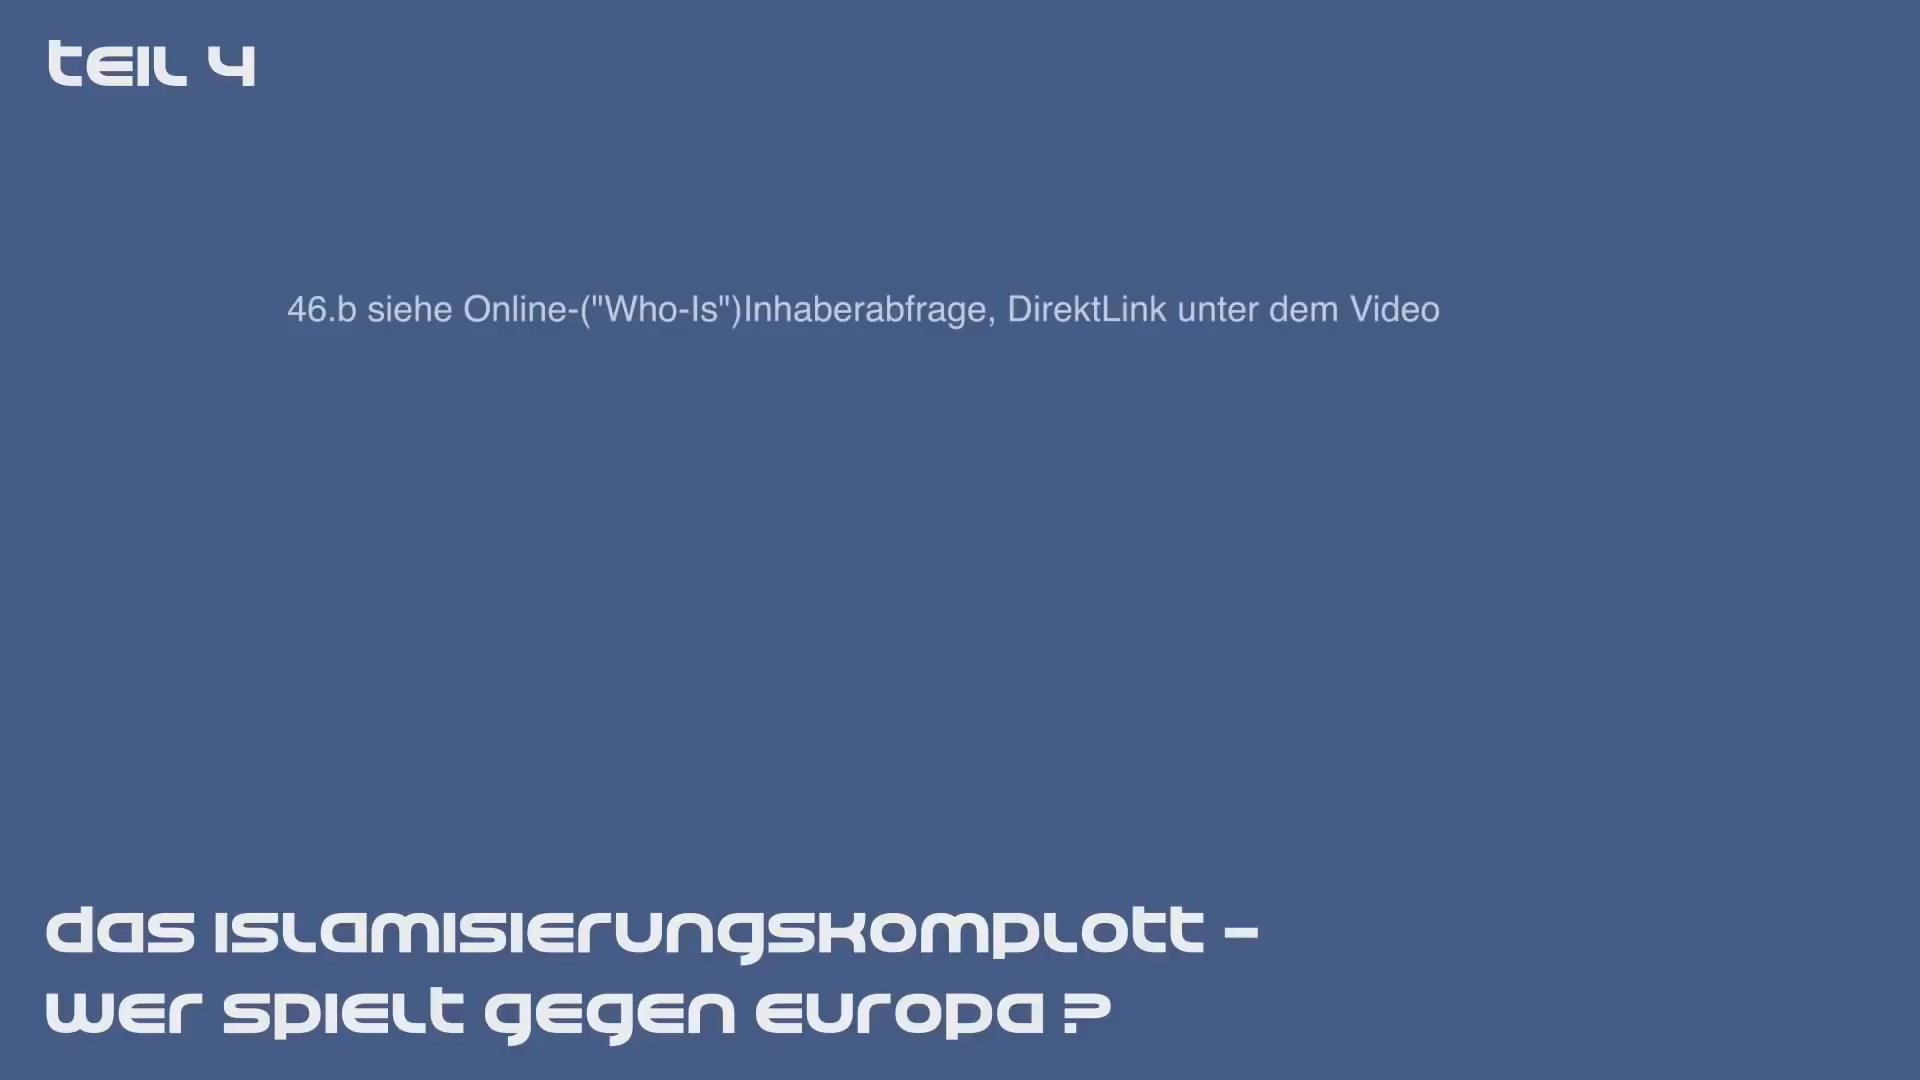 Teil 4
46.b siehe Online-("Who-Is")Inhaberabfrage, DirektLink unter dem Video
das Islamisierungskomplott –
wer spielt gegen Europa ?